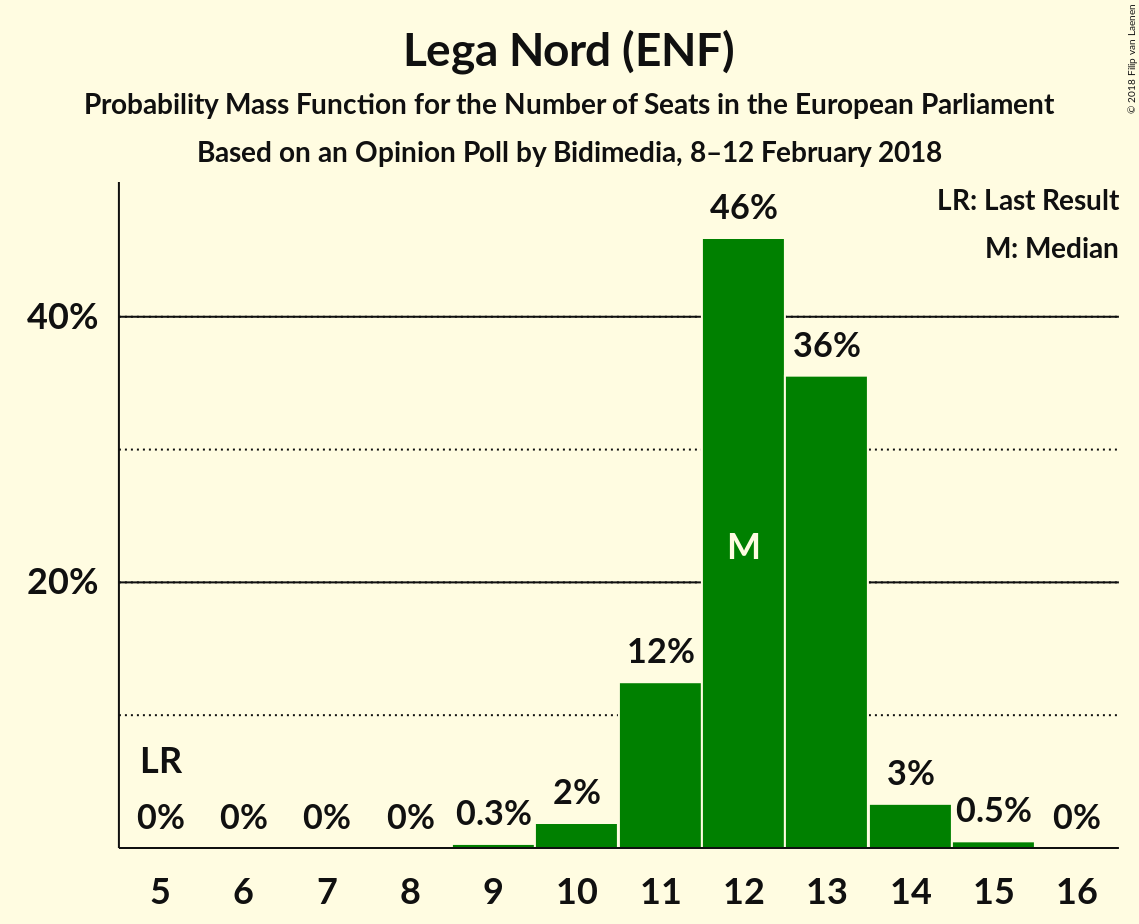 Lega Nord (ENF)
Probability Mass Function for the Number of Seats in the European Parliament
Based on an Opinion Poll by Bidimedia, 8–12 February 2018
© 2018 Filip van Laenen
LR: Last Result
M: Median
46%
40%
36%
M
20%
12%
LR
0% 0% 0% 0% 0.3% 2% 3% 0.5% 0%
5 6 7 8 9 10 11 12 13 14 15 16